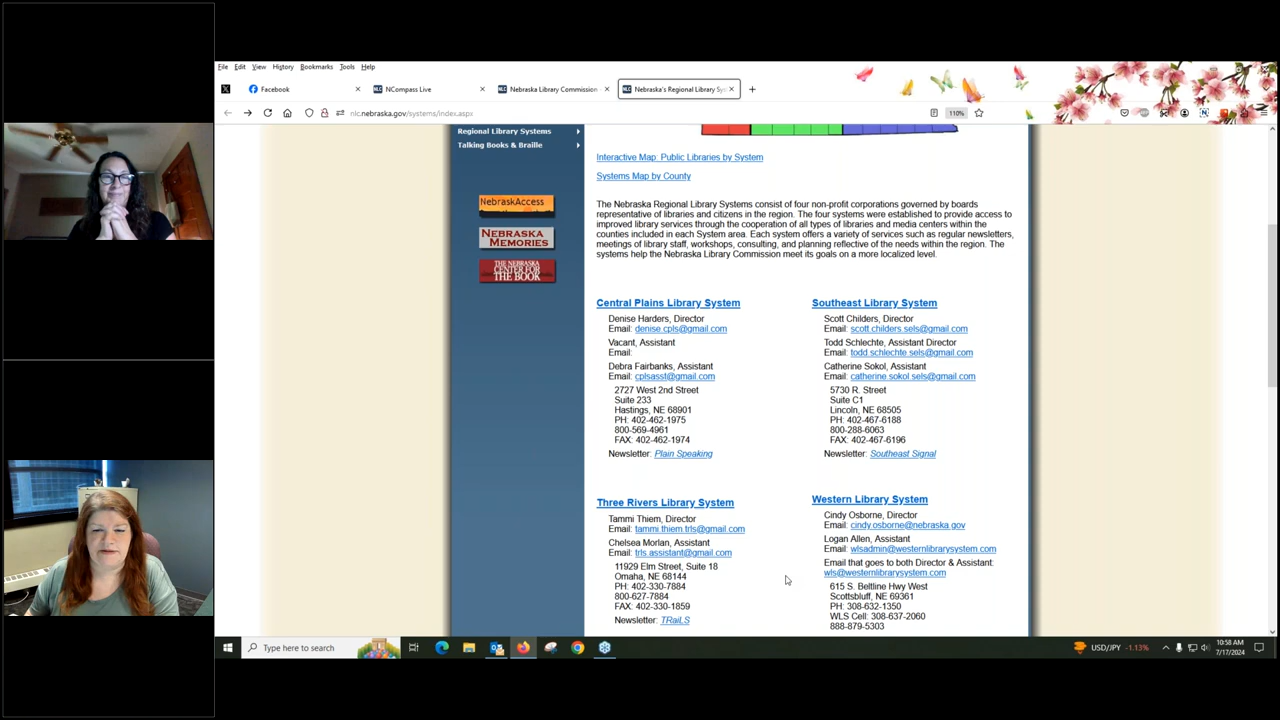 File Edit View History Bookmarks Tools Help
Facebook
NCompass Live
Nebraska Library Commission
Nebraska's Regional Library Sy
nlc.nebraska.gov/systems/index.aspx
110%
Regional Library Systems
Talking Books & Braille
NebraskAccess
NEBRASKA
MEMORIES
THE NEBRASKA
CENTER FOR
THE BOOK
Interactive Map Public Libraries by System
Systems Map by County
The Nebraska Regional Library Systems consist of four non-profit corporations governed by boards
representative of libraries and citizens in the region. The four systems were established to provide access to
improved library services through the cooperation of all types of libraries and media centers within the
counties included in each System area. Each system offers a variety of services such as regular newsletters,
meetings of library staff, workshops, consulting, and planning reflective of the needs within the region. The
systems help the Nebraska Library Commission meet its goals on a more localized level.
Central Plains Library System
Denise Harders, Director
Email: denise.cpls@gmail.com
Vacant, Assistant
Email:
Debra Fairbanks, Assistant
Email: cplsasst@gmail.com
2727 West 2nd Street
Suite 233
Hastings, NE 68901
PH: 402-462-1975
800-569-4961
FAX: 402-462-1974
Newsletter: Plain Speaking
Southeast Library System
Scott Childers, Director
Email: scott.childers.sels@gmail.com
Todd Schlechte, Assistant Director
Email: todd.schlechte.sels@gmail.com
Catherine Sokol, Assistant
Email: catherine.sokol.sels@gmail.com
5730 R. Street
Suite C1
Lincoln, NE 68505
PH: 402-467-6188
800-288-6063
FAX: 402-467-6196
Newsletter: Southeast Signal
Three Rivers Library System
Tammi Thiem, Director
Email: tammi.thiem.trls@gmail.com
Chelsea Morlan, Assistant
Email: trls.assistant@gmail.com
11929 Elm Street, Suite 18
Omaha, NE 68144
PH: 402-330-7884
800-627-7884
FAX: 402-330-1859
Newsletter: TRaiLS
Western Library System
Cindy Osborne, Director
Email: cindy.osborne@nebraska.gov
Logan Allen, Assistant
Email: wlsadmin@westernlibrarysystem.com
Email that goes to both Director & Assistant:
wls@westernlibrarysystem.com
615 S. Beltline Hwy West
Scottsbluff, NE 69361
PH: 308-632-1350
WLS Cell: 308-637-2060
888-879-5303
Type here to search
USD/JPY -1.13%
10:58 AM
7/17/2024